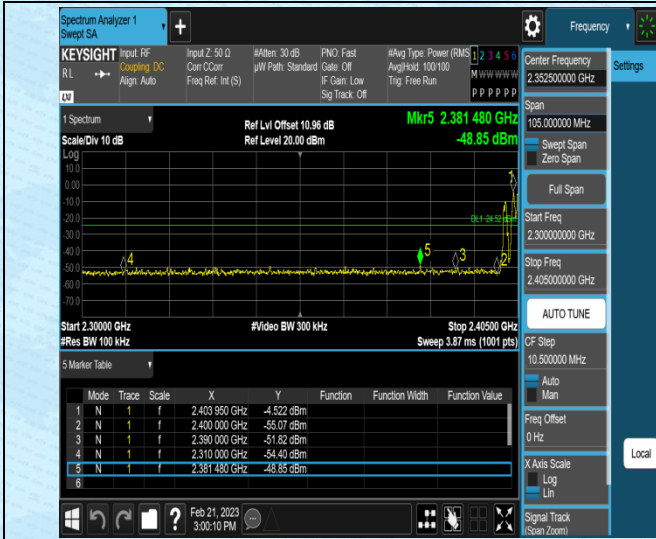 Spectrum Analyzer 1
Swept SA
Frequency
KEYSIGHT
RL
LXI
Input: RF
Coupling: DC
Align: Auto
Input Z: 50 Ω
Corr CCorr
Freq Ref: Int (S)
#Atten: 30 dB
µW Path: Standard
PNO: Fast
Gate: Off
IF Gain: Low
Sig Track: Off
#Avg Type: Power (RMS
Avg|Hold: 100/100
Trig: Free Run
1 2 3 4 5 6
M W W W W W
P P P P P P
1 Spectrum
Scale/Div 10 dB
Ref Lvl Offset 10.96 dB
Ref Level 20.00 dBm
Mkr5 2.381 480 GHz
-48.85 dBm
Log
10.0
0.00
-10.0
-20.0
-30.0
-40.0
-50.0
-60.0
-70.0
DL1 -24.52 dBm
1
2
3
4
5
Start 2.30000 GHz
#Res BW 100 kHz
#Video BW 300 kHz
Stop 2.40500 GHz
Sweep 3.87 ms (1001 pts)
5 Marker Table
Mode Trace Scale X Y Function Function Width Function Value
1 N 1 f 2.403 950 GHz -4.522 dBm
2 N 1 f 2.400 000 GHz -55.07 dBm
3 N 1 f 2.390 000 GHz -51.82 dBm
4 N 1 f 2.310 000 GHz -54.40 dBm
5 N 1 f 2.381 480 GHz -48.85 dBm
6
Feb 21, 2023
3:00:10 PM
Center Frequency
2.352500000 GHz
Span
105.000000 MHz
Swept Span
Zero Span
Full Span
Start Freq
2.300000000 GHz
Stop Freq
2.405000000 GHz
AUTO TUNE
CF Step
10.500000 MHz
Auto
Man
Freq Offset
0 Hz
X Axis Scale
Log
Lin
Signal Track
(Span Zoom)
Settings
Local